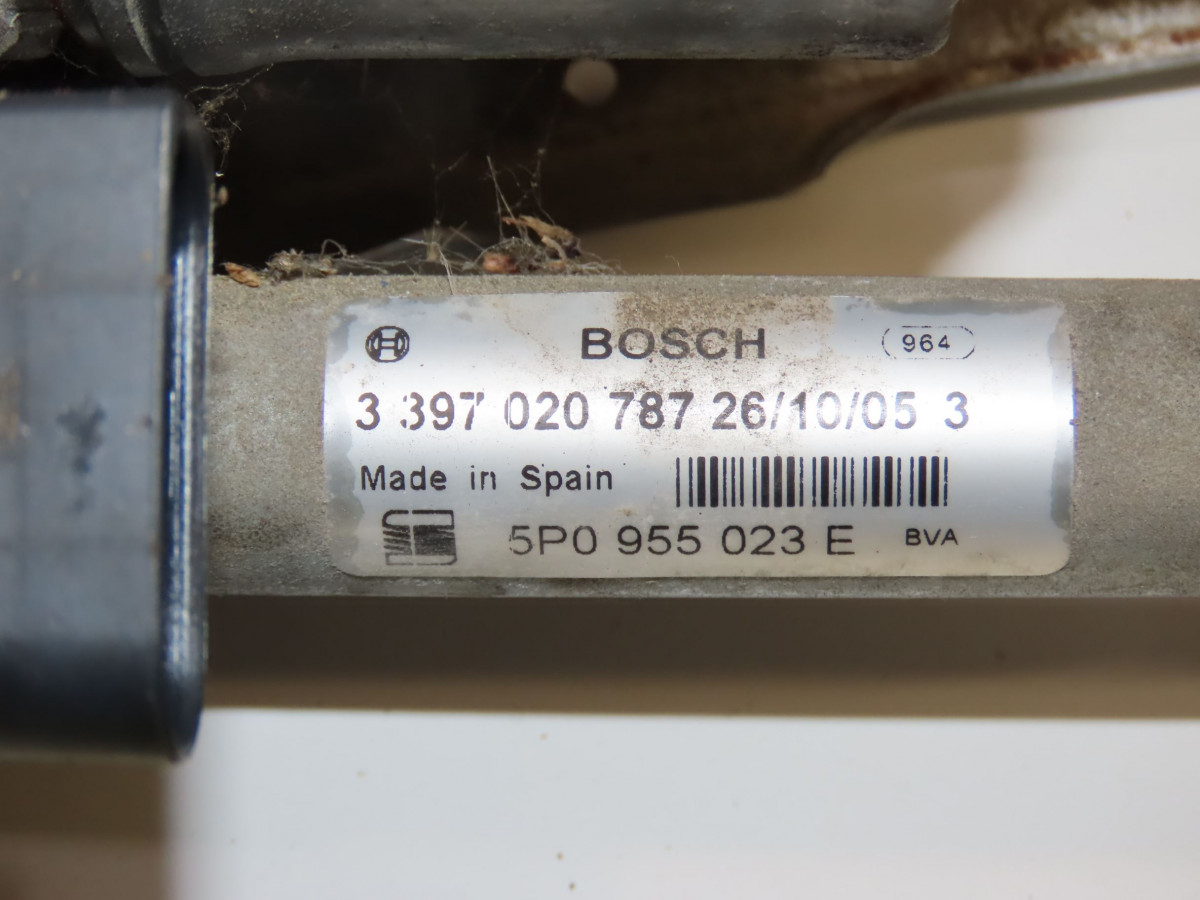 BOSCH 964
3 397 020 787 26/10/05 3
Made in Spain
5P0 955 023 E BVA